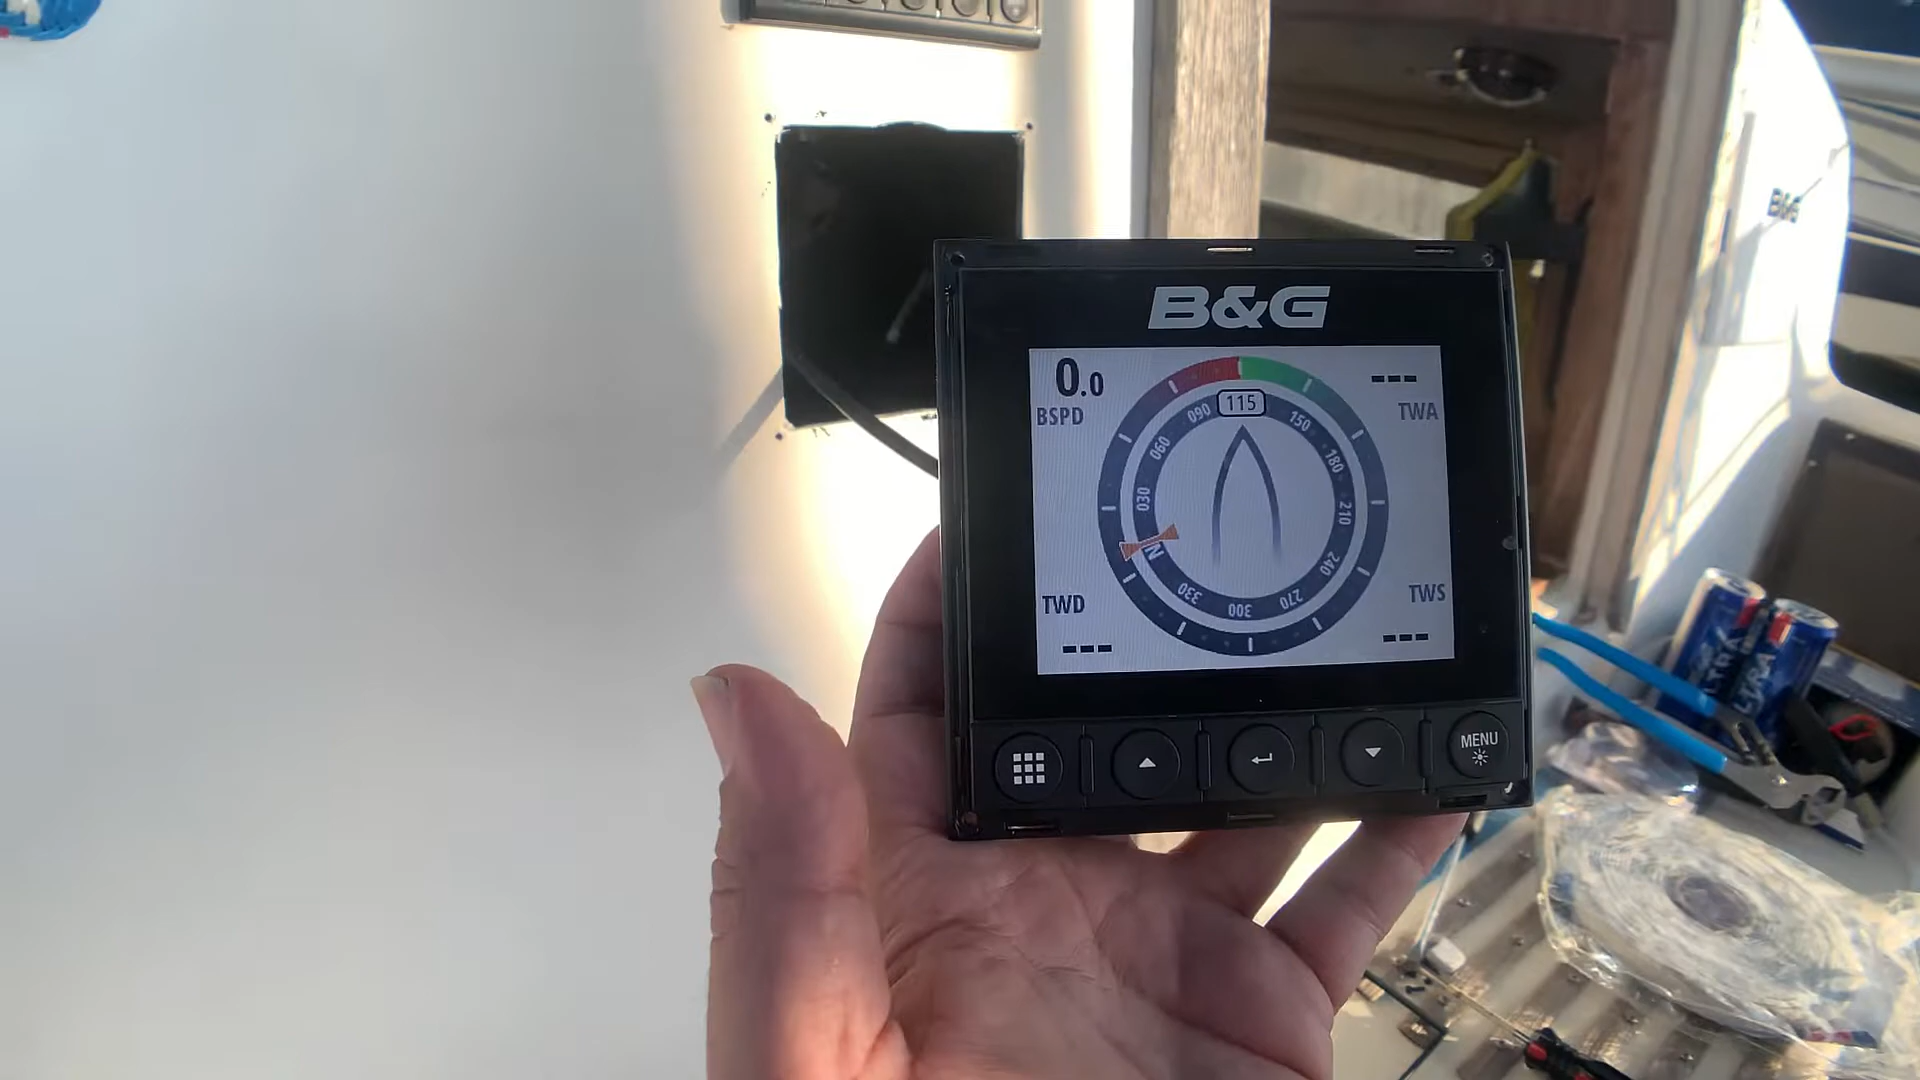 B&G
B&G
0.0
BSPD
---
TWA
115
090
150
060
180
030
210
N
240
330
270
300
TWD
---
TWS
---
MENU